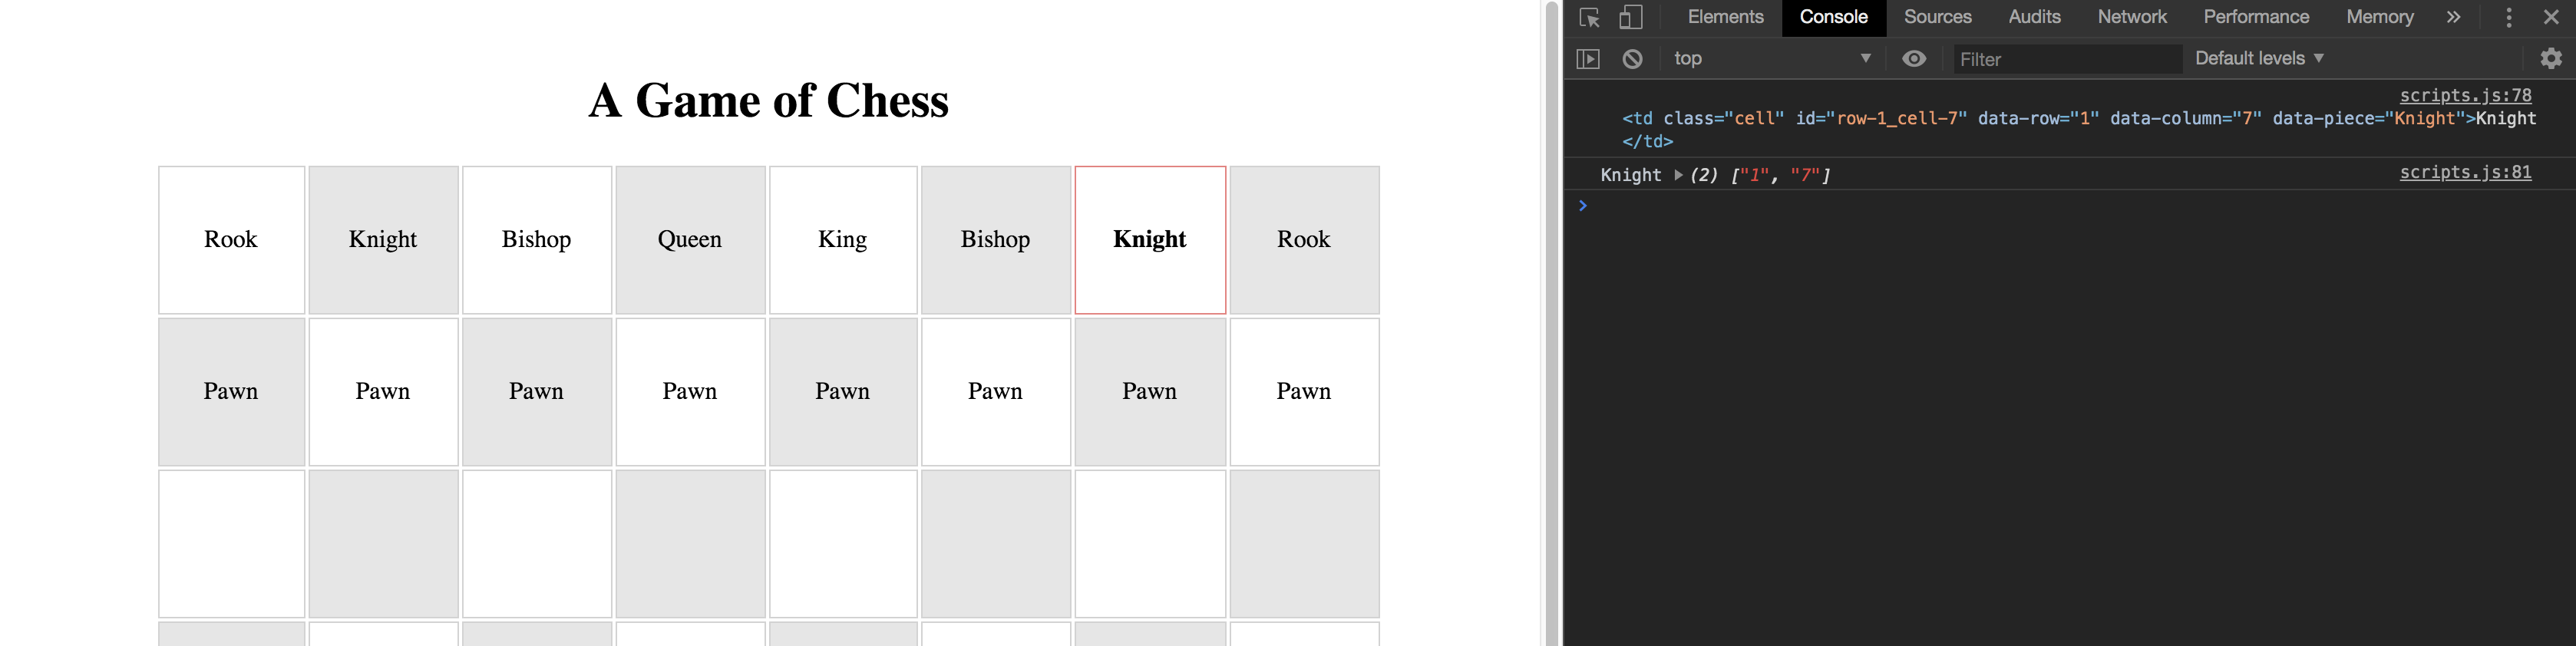 A Game of Chess
Rook Knight Bishop Queen King Bishop Knight Rook
Pawn Pawn Pawn Pawn Pawn Pawn Pawn Pawn
Elements Console Sources Audits Network Performance Memory »
top ▼ Filter Default levels ▼
scripts.js:78
<td class="cell" id="row-1_cell-7" data-row="1" data-column="7" data-piece="Knight">Knight
</td>
Knight ▶ (2) ["1", "7"] scripts.js:81
>